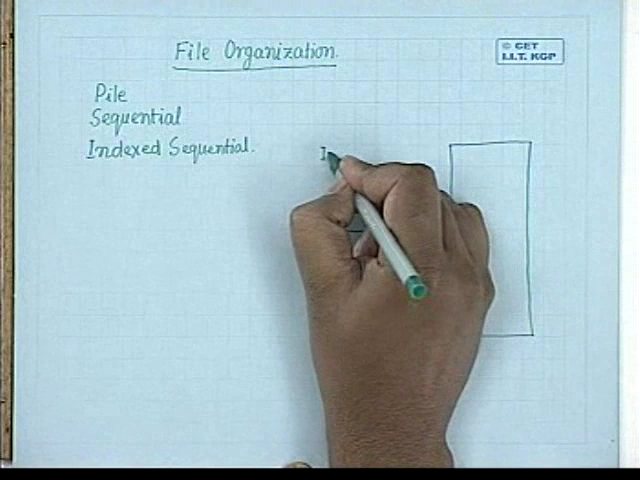 File Organization.
© CET
I.I.T. KGP
Pile
Sequential
Indexed Sequential.
I